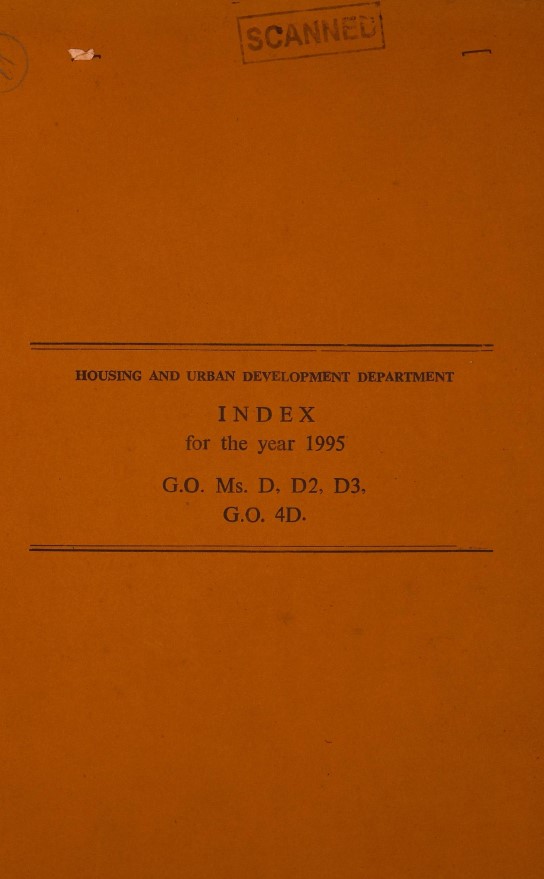 SCANNED
HOUSING AND URBAN DEVELOPMENT DEPARTMENT
INDEX
for the year 1995
G.O. Ms. D, D2, D3,
G.O. 4D.